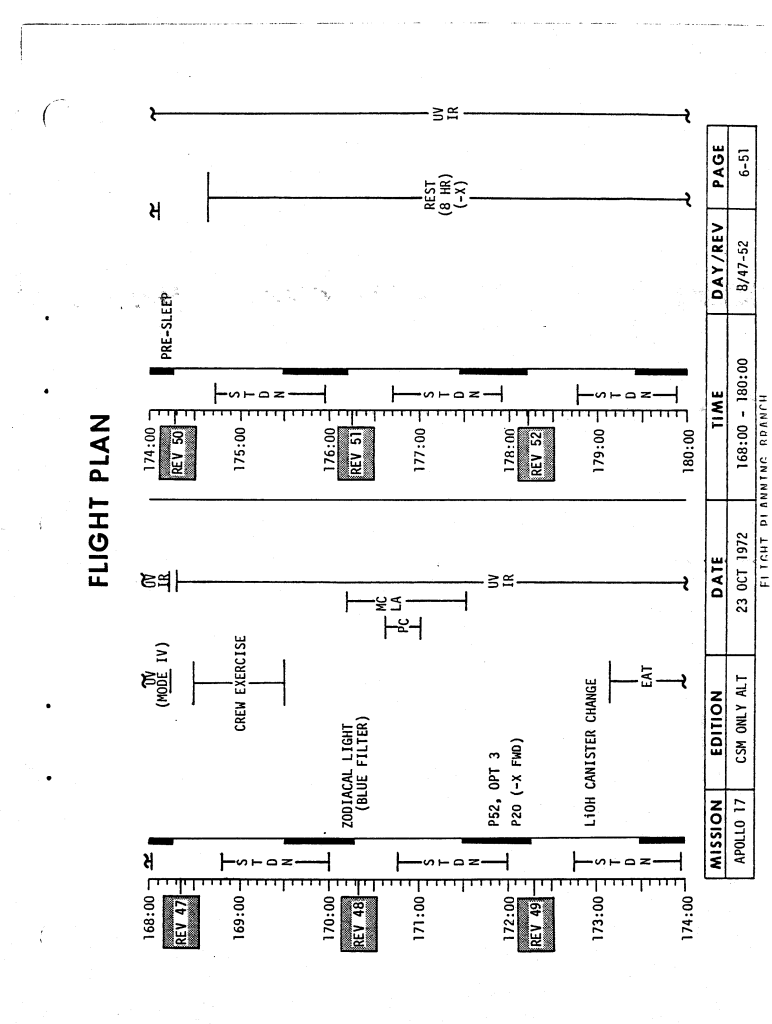 FLIGHT PLAN
168:00
REV 47
169:00
170:00
REV 48
171:00
172:00
REV 49
173:00
174:00
STDN
STDN
STDN
UV
(MODE IV)
UV
IR
CREW EXERCISE
ZODIACAL LIGHT
(BLUE FILTER)
MC
LA
PC
UV
IR
P52, OPT 3
P20 (-X FWD)
LiOH CANISTER CHANGE
EAT
174:00
REV 50
175:00
176:00
REV 51
177:00
178:00
REV 52
179:00
180:00
STDN
STDN
STDN
PRE-SLEEP
REST
(8 HR)
(-X)
UV
IR
MISSION EDITION DATE TIME DAY/REV PAGE
APOLLO 17 CSM ONLY ALT 23 OCT 1972 168:00 - 180:00 8/47-52 6-51
FLIGHT PLANNING BRANCH